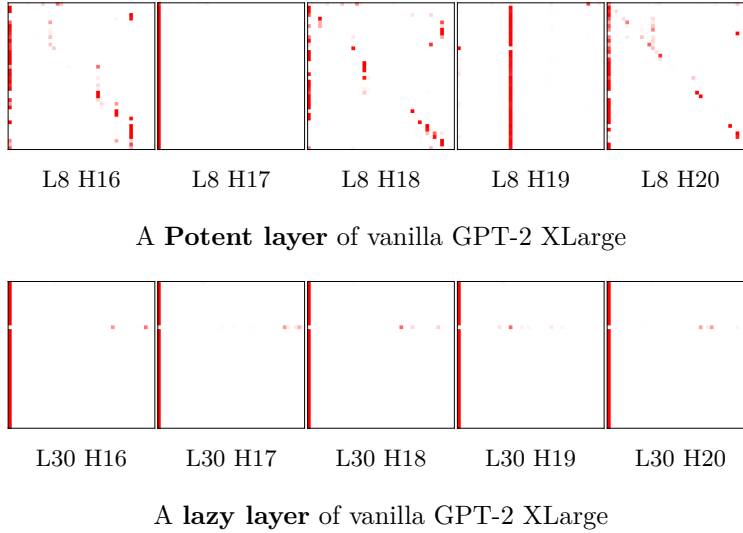 L8 H16 L8 H17 L8 H18 L8 H19 L8 H20
A Potent layer of vanilla GPT-2 XLarge
L30 H16 L30 H17 L30 H18 L30 H19 L30 H20
A lazy layer of vanilla GPT-2 XLarge